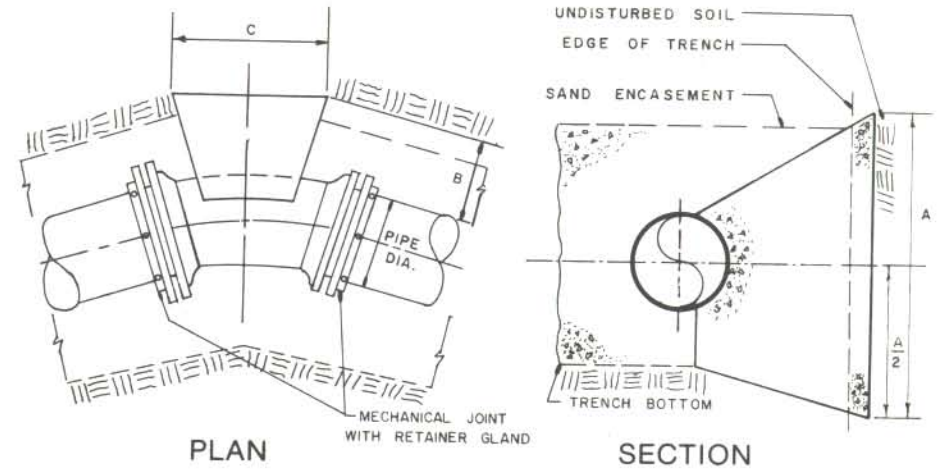 C
B
PIPE
DIA.
MECHANICAL JOINT
WITH RETAINER GLAND
PLAN
UNDISTURBED SOIL
EDGE OF TRENCH
SAND ENCASEMENT
A
A
2
TRENCH BOTTOM
SECTION